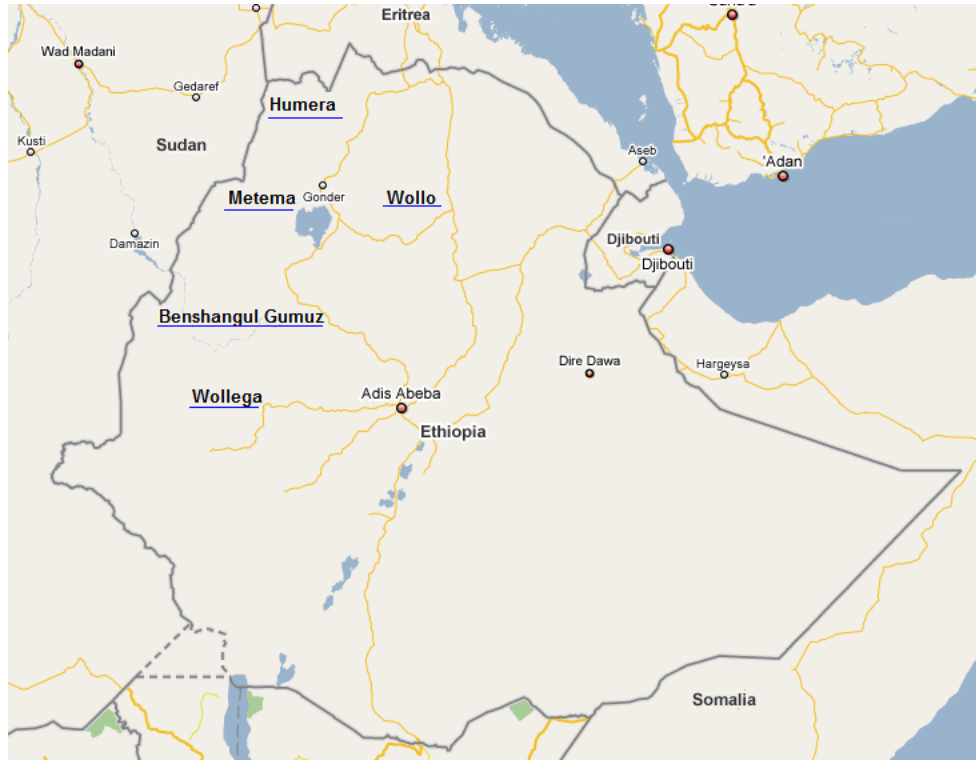 Eritrea
Wad Madani
Gedaref
Humera
Sudan
Kusti
Aseb
'Adan
Metema
Gonder
Wollo
Damazin
Djibouti
Djibouti
Benshangul Gumuz
Dire Dawa
Hargeysa
Wollega
Adis Abeba
Ethiopia
Somalia